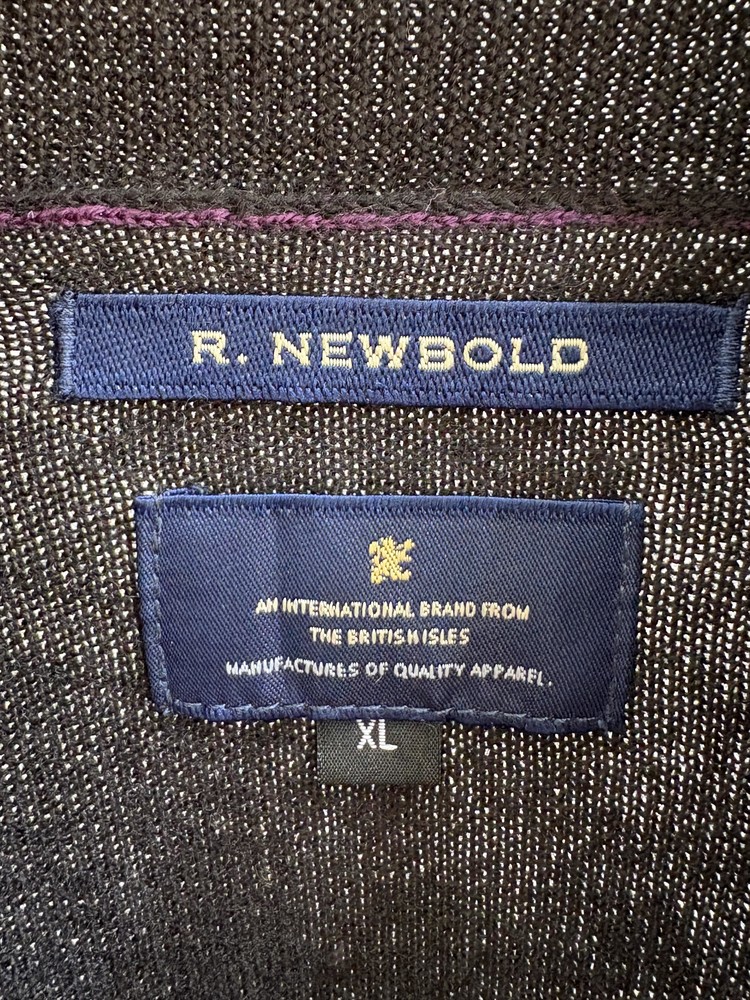 R. NEWBOLD
AN INTERNATIONAL BRAND FROM
THE BRITISH ISLES
MANUFACTURES OF QUALITY APPAREL.
XL